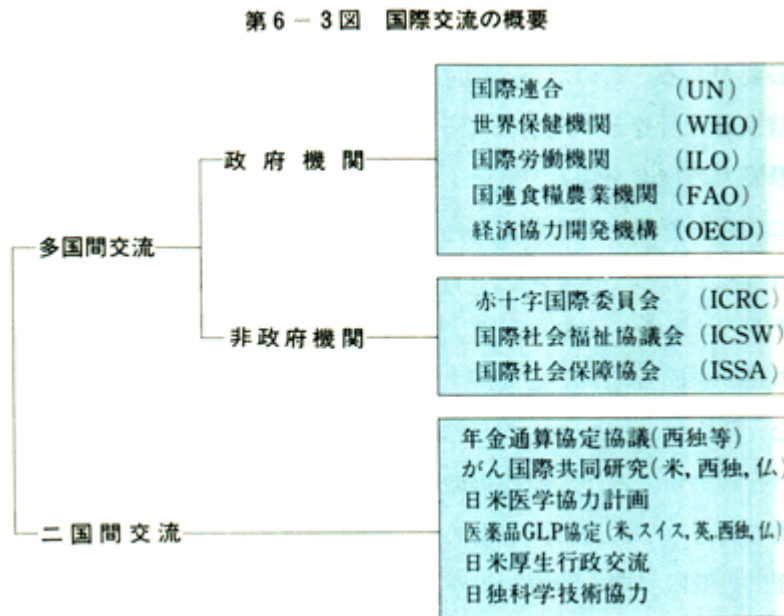 第6－3図 国際交流の概要
国際連合 (UN)
世界保健機関 (WHO)
政府機関
国際労働機関 (ILO)
国連食糧農業機関 (FAO)
経済協力開発機構 (OECD)
多国間交流
赤十字国際委員会 (ICRC)
非政府機関
国際社会福祉協議会 (ICSW)
国際社会保障協会 (ISSA)
年金通算協定協議(西独等)
がん国際共同研究(米,西独,仏)
日米医学協力計画
二国間交流
医薬品GLP協定(米,スイス,英,西独,仏)
日米厚生行政交流
日独科学技術協力